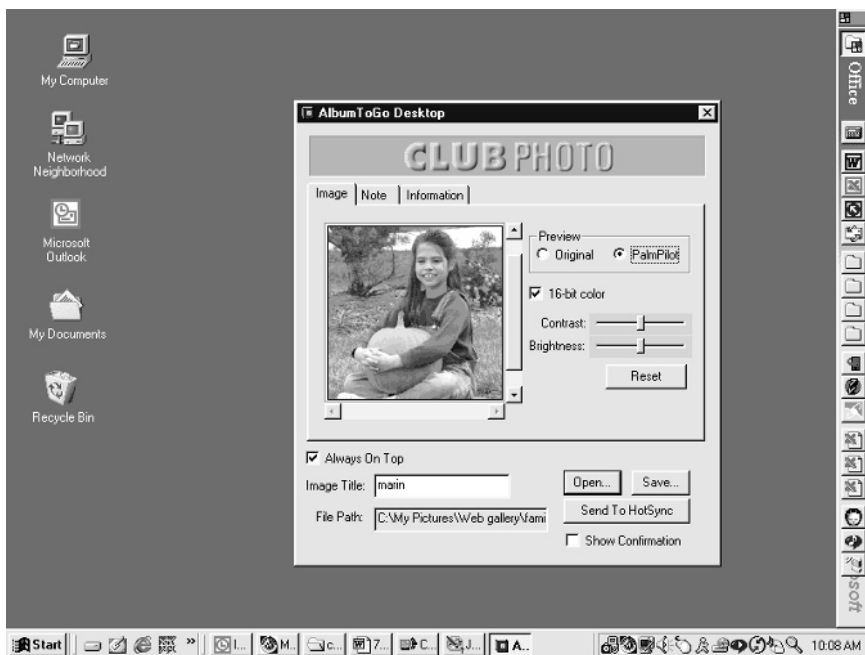 My Computer
Network
Neighborhood
Microsoft
Outlook
My Documents
Recycle Bin
AlbumToGo Desktop
CLUB PHOTO
Image
Note
Information
Preview
Original
PalmPilot
16-bit color
Contrast:
Brightness:
Reset
Always On Top
Image Title:
marin
Open...
Save...
File Path:
C:\My Pictures\Web gallery\fami
Send To HotSync
Show Confirmation
Office
Start
»
I...
M..
c...
7...
C...
J...
A..
10:08 AM